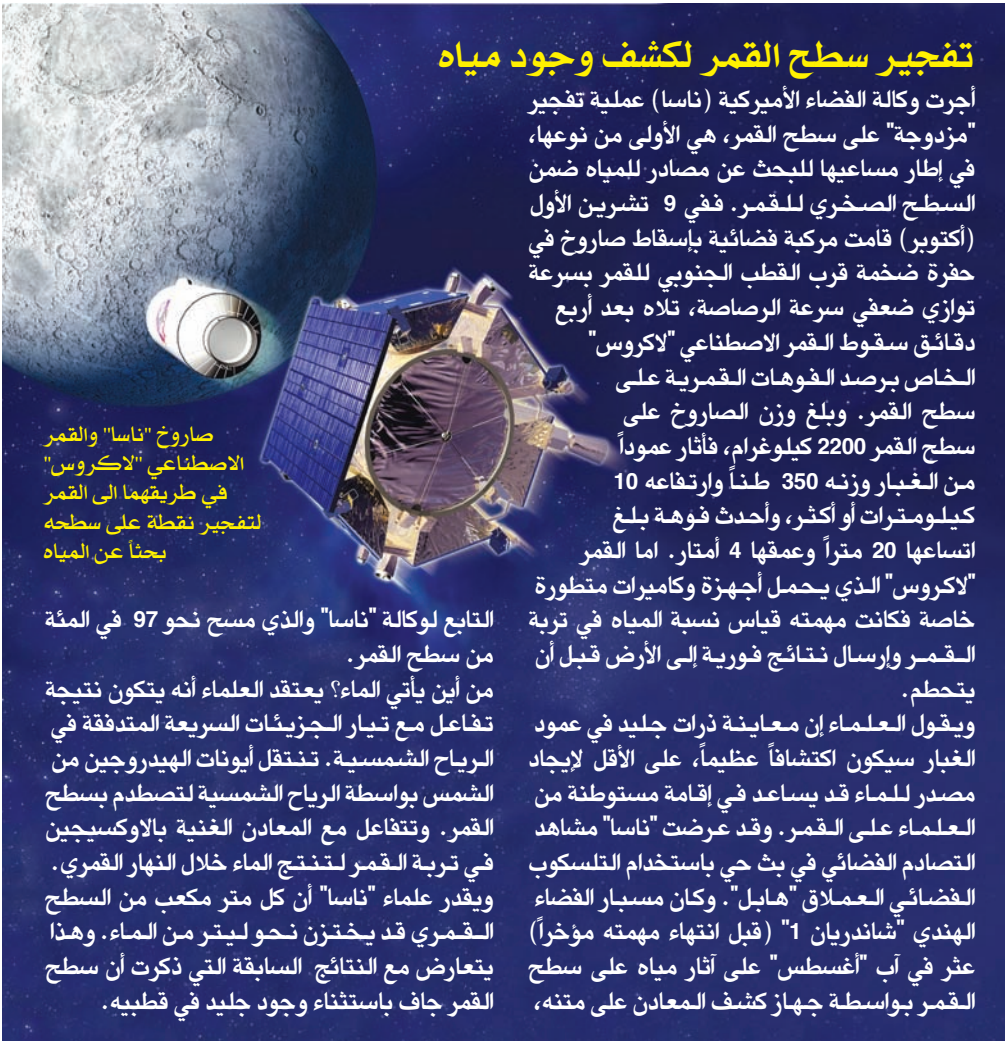 تفجير سطح القمر لكشف وجود مياه
أجرت وكالة الفضاء الأميركية (ناسا) عملية تفجير
"مزدوجة" على سطح القمر، هي الأولى من نوعها،
في إطار مساعيها للبحث عن مصادر للمياه ضمن
السطح الصخري للقمر. ففي 9 تشرين الأول
(أكتوبر) قامت مركبة فضائية بإسقاط صاروخ في
حفرة ضخمة قرب القطب الجنوبي للقمر بسرعة
توازي ضعفي سرعة الرصاصة، تلاه بعد أربع
دقائق سقوط القمر الاصطناعي "لاكروس"
الخاص برصد الفوهات القمرية على
سطح القمر. وبلغ وزن الصاروخ على
سطح القمر 2200 كيلوغرام، فأثار عموداً
من الغبار وزنه 350 طناً وارتفاعه 10
كيلومترات أو أكثر، وأحدث فوهة بلغ
اتساعها 20 متراً وعمقها 4 أمتار. اما القمر
"لاكروس" الذي يحمل أجهزة وكاميرات متطورة
خاصة فكانت مهمته قياس نسبة المياه في تربة
القمر وإرسال نتائج فورية إلى الأرض قبل أن
يتحطم.
ويقول العلماء إن معاينة ذرات جليد في عمود
الغبار سيكون اكتشافاً عظيماً، على الأقل لإيجاد
مصدر للماء قد يساعد في إقامة مستوطنة من
العلماء على القمر. وقد عرضت "ناسا" مشاهد
التصادم الفضائي في بث حي باستخدام التلسكوب
الفضائي العملاق "هابل". وكان مسبار الفضاء
الهندي "شاندريان 1" (قبل انتهاء مهمته مؤخراً)
عثر في آب "أغسطس" على آثار مياه على سطح
القمر بواسطة جهاز كشف المعادن على متنه،
صاروخ "ناسا" والقمر
الاصطناعي "لاكروس"
في طريقهما الى القمر
لتفجير نقطة على سطحه
بحثاً عن المياه
التابع لوكالة "ناسا" والذي مسح نحو 97 في المئة
من سطح القمر.
من أين يأتي الماء؟ يعتقد العلماء أنه يتكون نتيجة
تفاعل مع تيار الجزيئات السريعة المتدفقة في
الرياح الشمسية. تنتقل أيونات الهيدروجين من
الشمس بواسطة الرياح الشمسية لتصطدم بسطح
القمر. وتتفاعل مع المعادن الغنية بالاوكسيجين
في تربة القمر لتنتج الماء خلال النهار القمري.
ويقدر علماء "ناسا" أن كل متر مكعب من السطح
القمري قد يختزن نحو ليتر من الماء. وهذا
يتعارض مع النتائج السابقة التي ذكرت أن سطح
القمر جاف باستثناء وجود جليد في قطبيه.